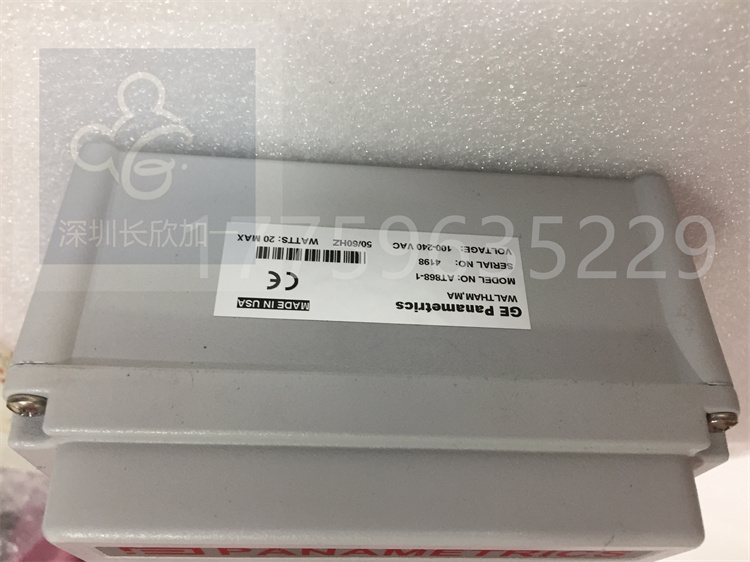 GE Panametrics
WALTHAM,MA
MODEL NO: AT868-1
SERIAL NO: 4198
VOLTAGE: 100-240 VAC
50/60HZ WATTS: 20 MAX
CE
MADE IN USA
PANAMETRICS
深圳长欣加一
17759635229